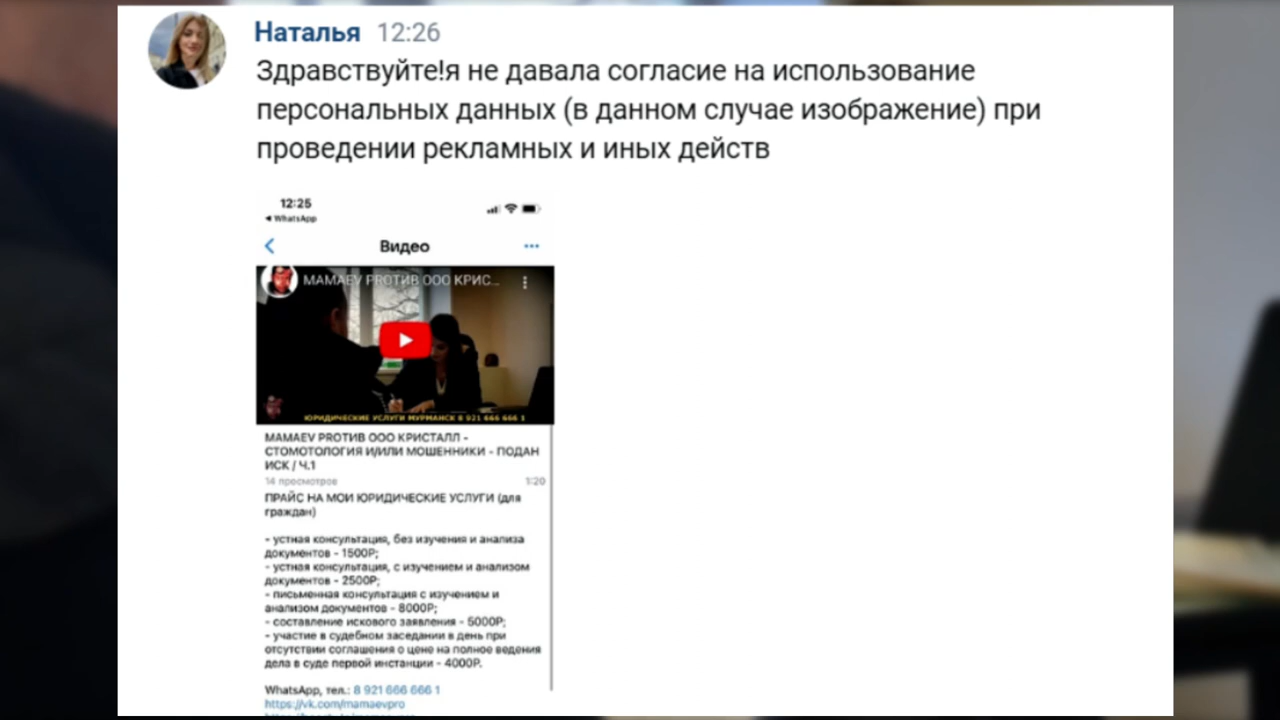 Наталья 12:26
Здравствуйте!я не давала согласие на использование
персональных данных (в данном случае изображение) при
проведении рекламных и иных действ
12:25
WhatsApp
Видео
MAMAEV PROТИВ ООО КРИС...
ЮРИДИЧЕСКИЕ УСЛУГИ МУРМАНСК 8 921 666 666 1
MAMAEV PROТИВ ООО КРИСТАЛЛ -
СТОМОТОЛОГИЯ И/ИЛИ МОШЕННИКИ - ПОДАН
ИСК / Ч.1
14 просмотров 1:20
ПРАЙС НА МОИ ЮРИДИЧЕСКИЕ УСЛУГИ (для
граждан)
- устная консультация, без изучения и анализа
документов - 1500Р;
- устная консультация, с изучением и анализом
документов - 2500Р;
- письменная консультация с изучением и
анализом документов - 8000Р;
- составление искового заявления - 5000Р;
- участие в судебном заседании в день при
отсутствии соглашения о цене на полное ведения
дела в суде первой инстанции - 4000Р.
WhatsApp, тел.: 8 921 666 666 1
https://vk.com/mamaevpro